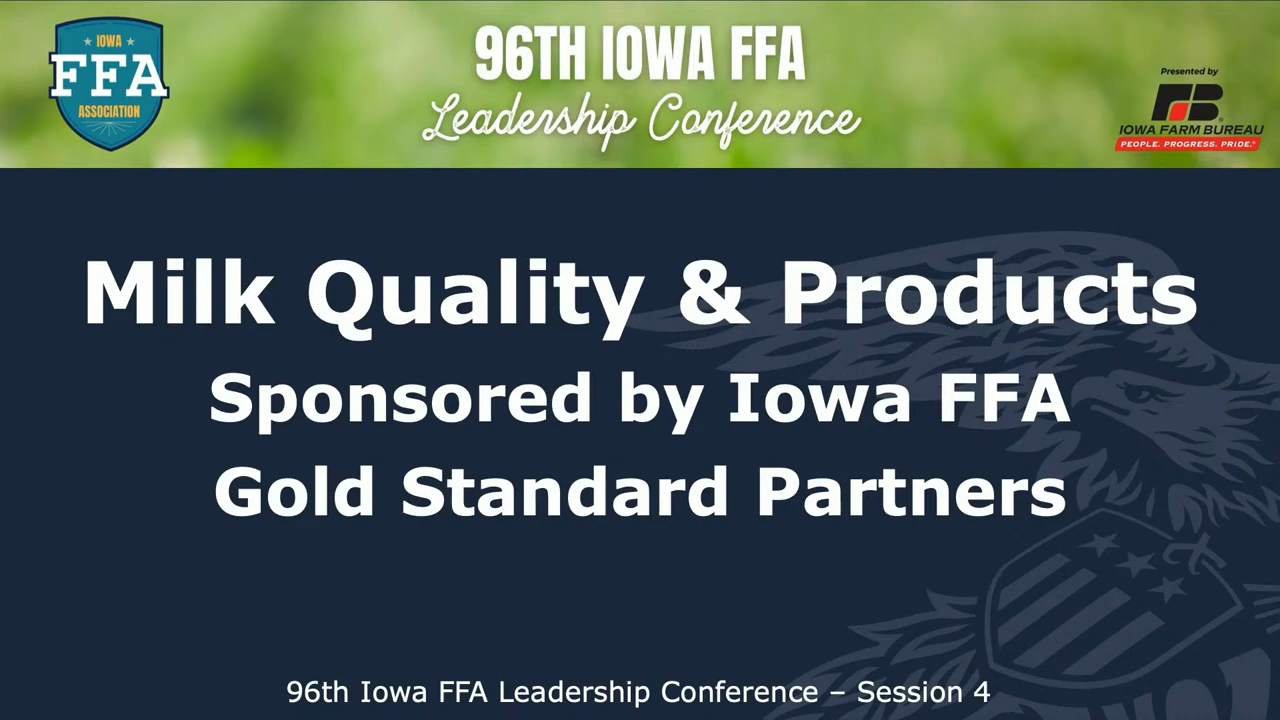 IOWA
FFA
ASSOCIATION
96TH IOWA FFA
Leadership Conference
Presented by
FB
IOWA FARM BUREAU
PEOPLE. PROGRESS. PRIDE.®
Milk Quality & Products
Sponsored by Iowa FFA
Gold Standard Partners
96th Iowa FFA Leadership Conference – Session 4